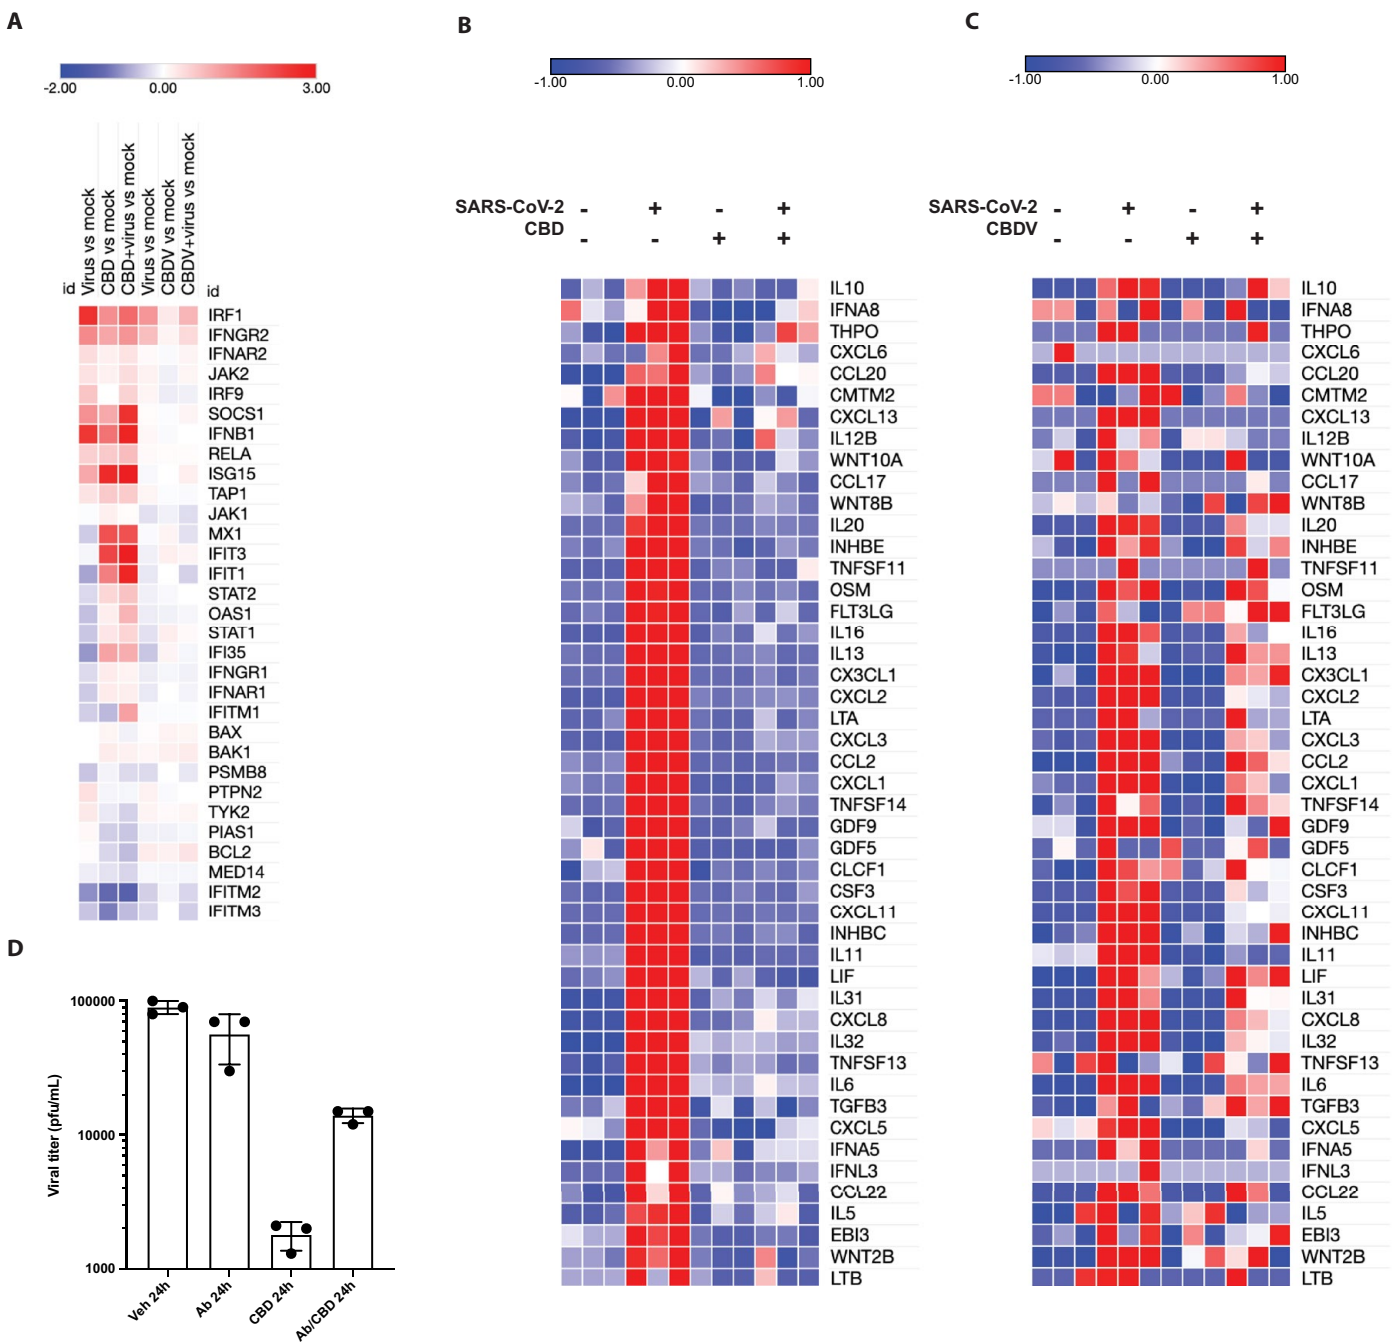 A
-2.00 0.00 3.00
id
Virus vs mock
CBD vs mock
CBD+virus vs mock
Virus vs mock
CBDV vs mock
CBDV+virus vs mock
id
IRF1
IFNGR2
IFNAR2
JAK2
IRF9
SOCS1
IFNB1
RELA
ISG15
TAP1
JAK1
MX1
IFIT3
IFIT1
STAT2
OAS1
STAT1
IFI35
IFNGR1
IFNAR1
IFITM1
BAX
BAK1
PSMB8
PTPN2
TYK2
PIAS1
BCL2
MED14
IFITM2
IFITM3
B
-1.00 0.00 1.00
SARS-CoV-2 - + - +
CBD - - + +
IL10
IFNA8
THPO
CXCL6
CCL20
CMTM2
CXCL13
IL12B
WNT10A
CCL17
WNT8B
IL20
INHBE
TNFSF11
OSM
FLT3LG
IL16
IL13
CX3CL1
CXCL2
LTA
CXCL3
CCL2
CXCL1
TNFSF14
GDF9
GDF5
CLCF1
CSF3
CXCL11
INHBC
IL11
LIF
IL31
CXCL8
IL32
TNFSF13
IL6
TGFB3
CXCL5
IFNA5
IFNL3
CCL22
IL5
EBI3
WNT2B
LTB
C
-1.00 0.00 1.00
SARS-CoV-2 - + - +
CBDV - - + +
IL10
IFNA8
THPO
CXCL6
CCL20
CMTM2
CXCL13
IL12B
WNT10A
CCL17
WNT8B
IL20
INHBE
TNFSF11
OSM
FLT3LG
IL16
IL13
CX3CL1
CXCL2
LTA
CXCL3
CCL2
CXCL1
TNFSF14
GDF9
GDF5
CLCF1
CSF3
CXCL11
INHBC
IL11
LIF
IL31
CXCL8
IL32
TNFSF13
IL6
TGFB3
CXCL5
IFNA5
IFNL3
CCL22
IL5
EBI3
WNT2B
LTB
D
Viral titer (pfu/mL)
100000
10000
1000
Veh 24h
Ab 24h
CBD 24h
Ab/CBD 24h